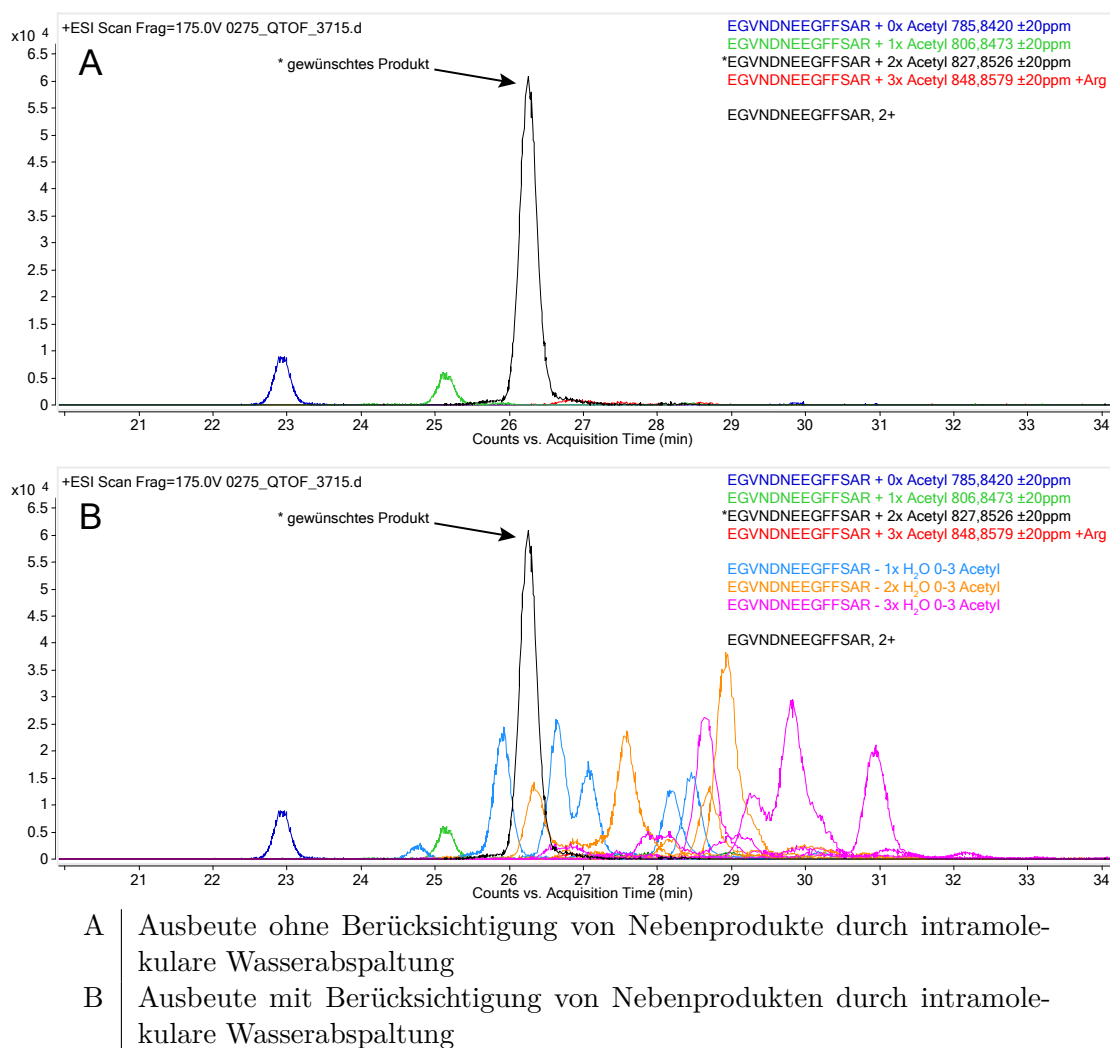 +ESI Scan Frag=175.0V 0275_QTOF_3715.d
x10 4
A
* gewünschtes Produkt
EGVNDNEEGFFSAR + 0x Acetyl 785,8420 ±20ppm
EGVNDNEEGFFSAR + 1x Acetyl 806,8473 ±20ppm
*EGVNDNEEGFFSAR + 2x Acetyl 827,8526 ±20ppm
EGVNDNEEGFFSAR + 3x Acetyl 848,8579 ±20ppm +Arg
EGVNDNEEGFFSAR, 2+
6.5
6
5.5
5
4.5
4
3.5
3
2.5
2
1.5
1
0.5
0
21 22 23 24 25 26 27 28 29 30 31 32 33 34
Counts vs. Acquisition Time (min)
+ESI Scan Frag=175.0V 0275_QTOF_3715.d
x10 4
B
* gewünschtes Produkt
EGVNDNEEGFFSAR + 0x Acetyl 785,8420 ±20ppm
EGVNDNEEGFFSAR + 1x Acetyl 806,8473 ±20ppm
*EGVNDNEEGFFSAR + 2x Acetyl 827,8526 ±20ppm
EGVNDNEEGFFSAR + 3x Acetyl 848,8579 ±20ppm +Arg
EGVNDNEEGFFSAR - 1x H₂O 0-3 Acetyl
EGVNDNEEGFFSAR - 2x H₂O 0-3 Acetyl
EGVNDNEEGFFSAR - 3x H₂O 0-3 Acetyl
EGVNDNEEGFFSAR, 2+
6.5
6
5.5
5
4.5
4
3.5
3
2.5
2
1.5
1
0.5
0
21 22 23 24 25 26 27 28 29 30 31 32 33 34
Counts vs. Acquisition Time (min)
A Ausbeute ohne Berücksichtigung von Nebenprodukte durch intramole-
kulare Wasserabspaltung
B Ausbeute mit Berücksichtigung von Nebenprodukten durch intramole-
kulare Wasserabspaltung